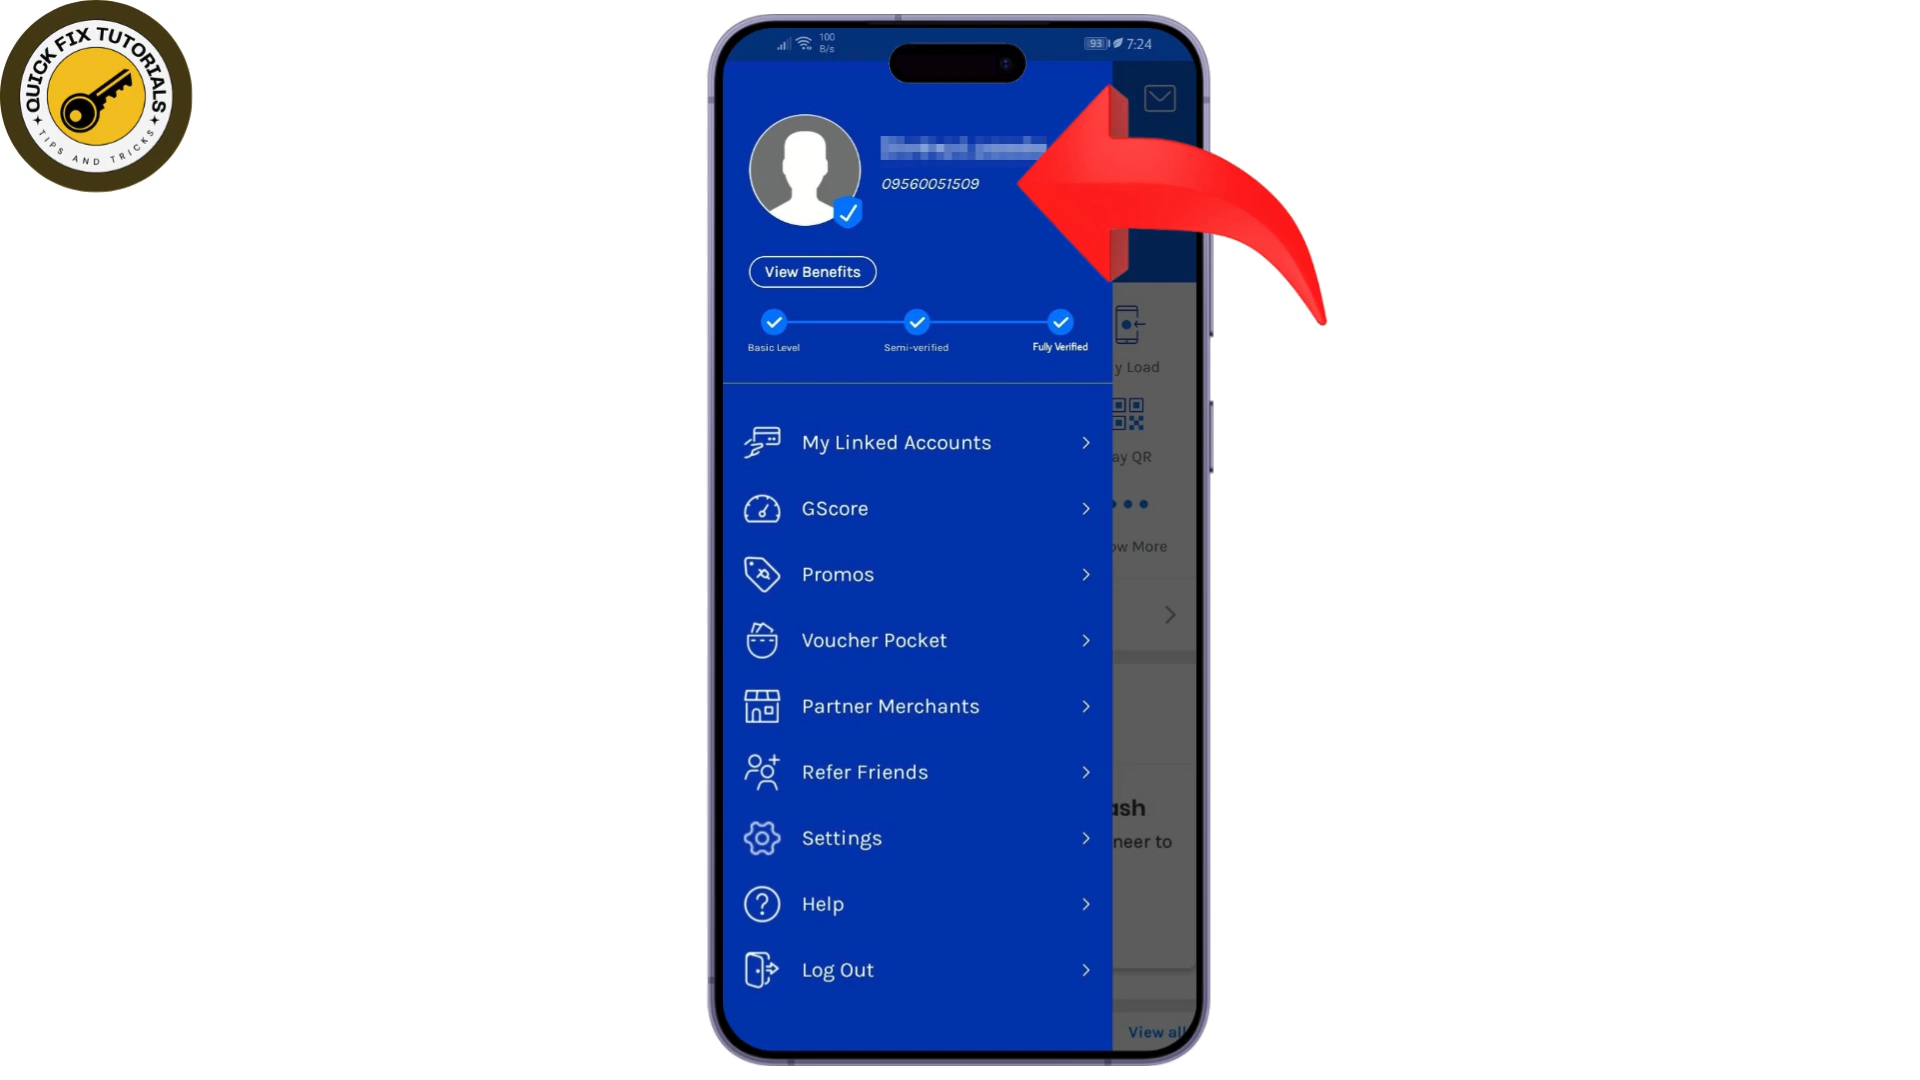 QUICK FIX TUTORIALS
TIPS AND TRICKS
100
B/s
93
7:24
09560051509
View Benefits
Basic Level
Semi-verified
Fully Verified
y Load
ay QR
ow More
My Linked Accounts
GScore
Promos
Voucher Pocket
Partner Merchants
Refer Friends
ash
Settings
neer to
Help
Log Out
View all